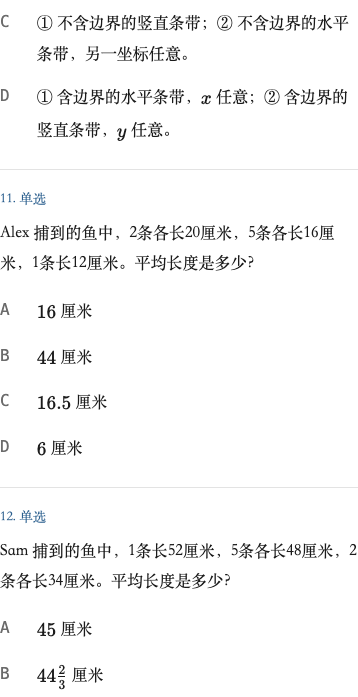 C ① 不含边界的竖直条带；② 不含边界的水平
条带，另一坐标任意。
D ① 含边界的水平条带，x 任意；② 含边界的
竖直条带，y 任意。
11. 单选
Alex 捕到的鱼中，2条各长20厘米，5条各长16厘
米，1条长12厘米。平均长度是多少?
A 16 厘米
B 44 厘米
C 16.5 厘米
D 6 厘米
12. 单选
Sam 捕到的鱼中，1条长52厘米，5条各长48厘米，2
条各长34厘米。平均长度是多少?
A 45 厘米
B 44 2/3 厘米